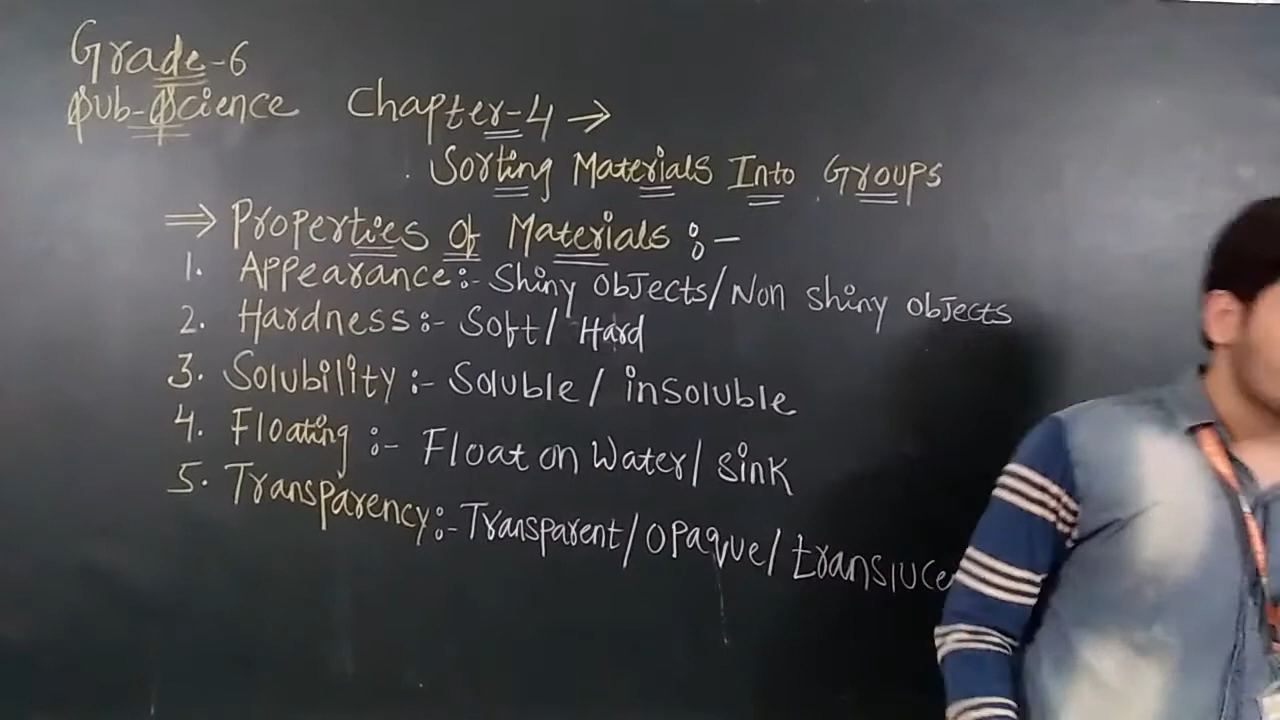 Grade-6
Sub-Science Chapter-4 →
Sorting Materials Into Groups
⇒ Properties Of Materials :-
1. Appearance:- Shiny Objects/Non shiny objects
2. Hardness:- Soft/Hard
3. Solubility :- Soluble/insoluble
4. Floating :- Float on Water/sink
5. Transparency:- Transparent/Opaque/transluce